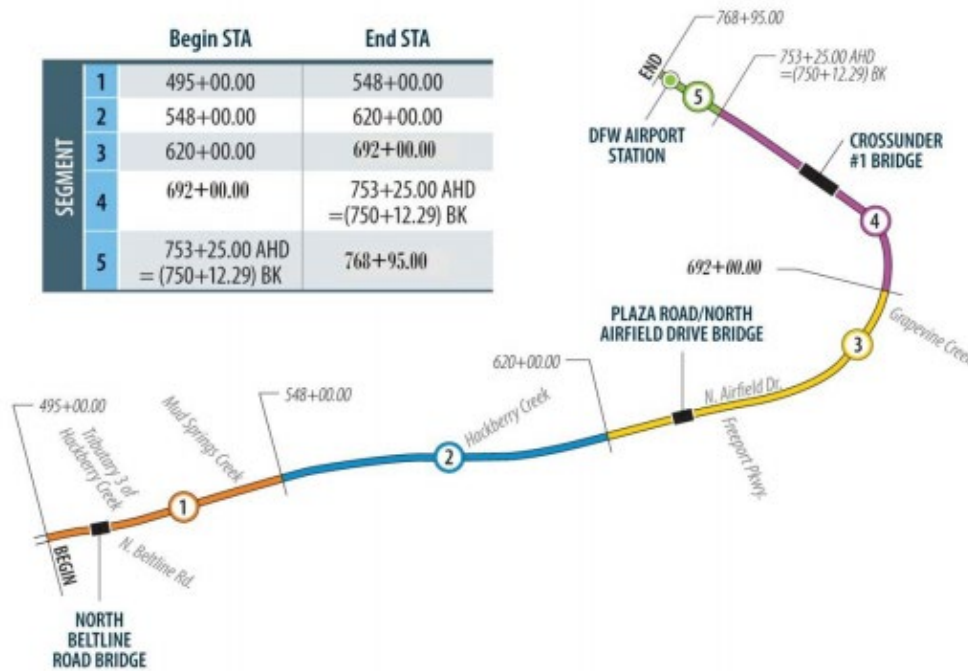 Begin STA End STA
SEGMENT
1 495+00.00 548+00.00
2 548+00.00 620+00.00
3 620+00.00 692+00.00
4 692+00.00 753+25.00 AHD
=(750+12.29) BK
5 753+25.00 AHD
= (750+12.29) BK 768+95.00
768+95.00
END
753+25.00 AHD
=(750+12.29) BK
5
DFW AIRPORT
STATION
CROSSUNDER
#1 BRIDGE
4
692+00.00
PLAZA ROAD/NORTH
AIRFIELD DRIVE BRIDGE
Grapevine Creek
3
620+00.00
N. Airfield Dr.
Freeport Pkwy.
495+00.00
Tributary 3 of
Hackberry Creek
Mud Springs Creek
548+00.00
Hackberry Creek
2
1
BEGIN
N. Beltline Rd.
NORTH
BELTLINE
ROAD BRIDGE